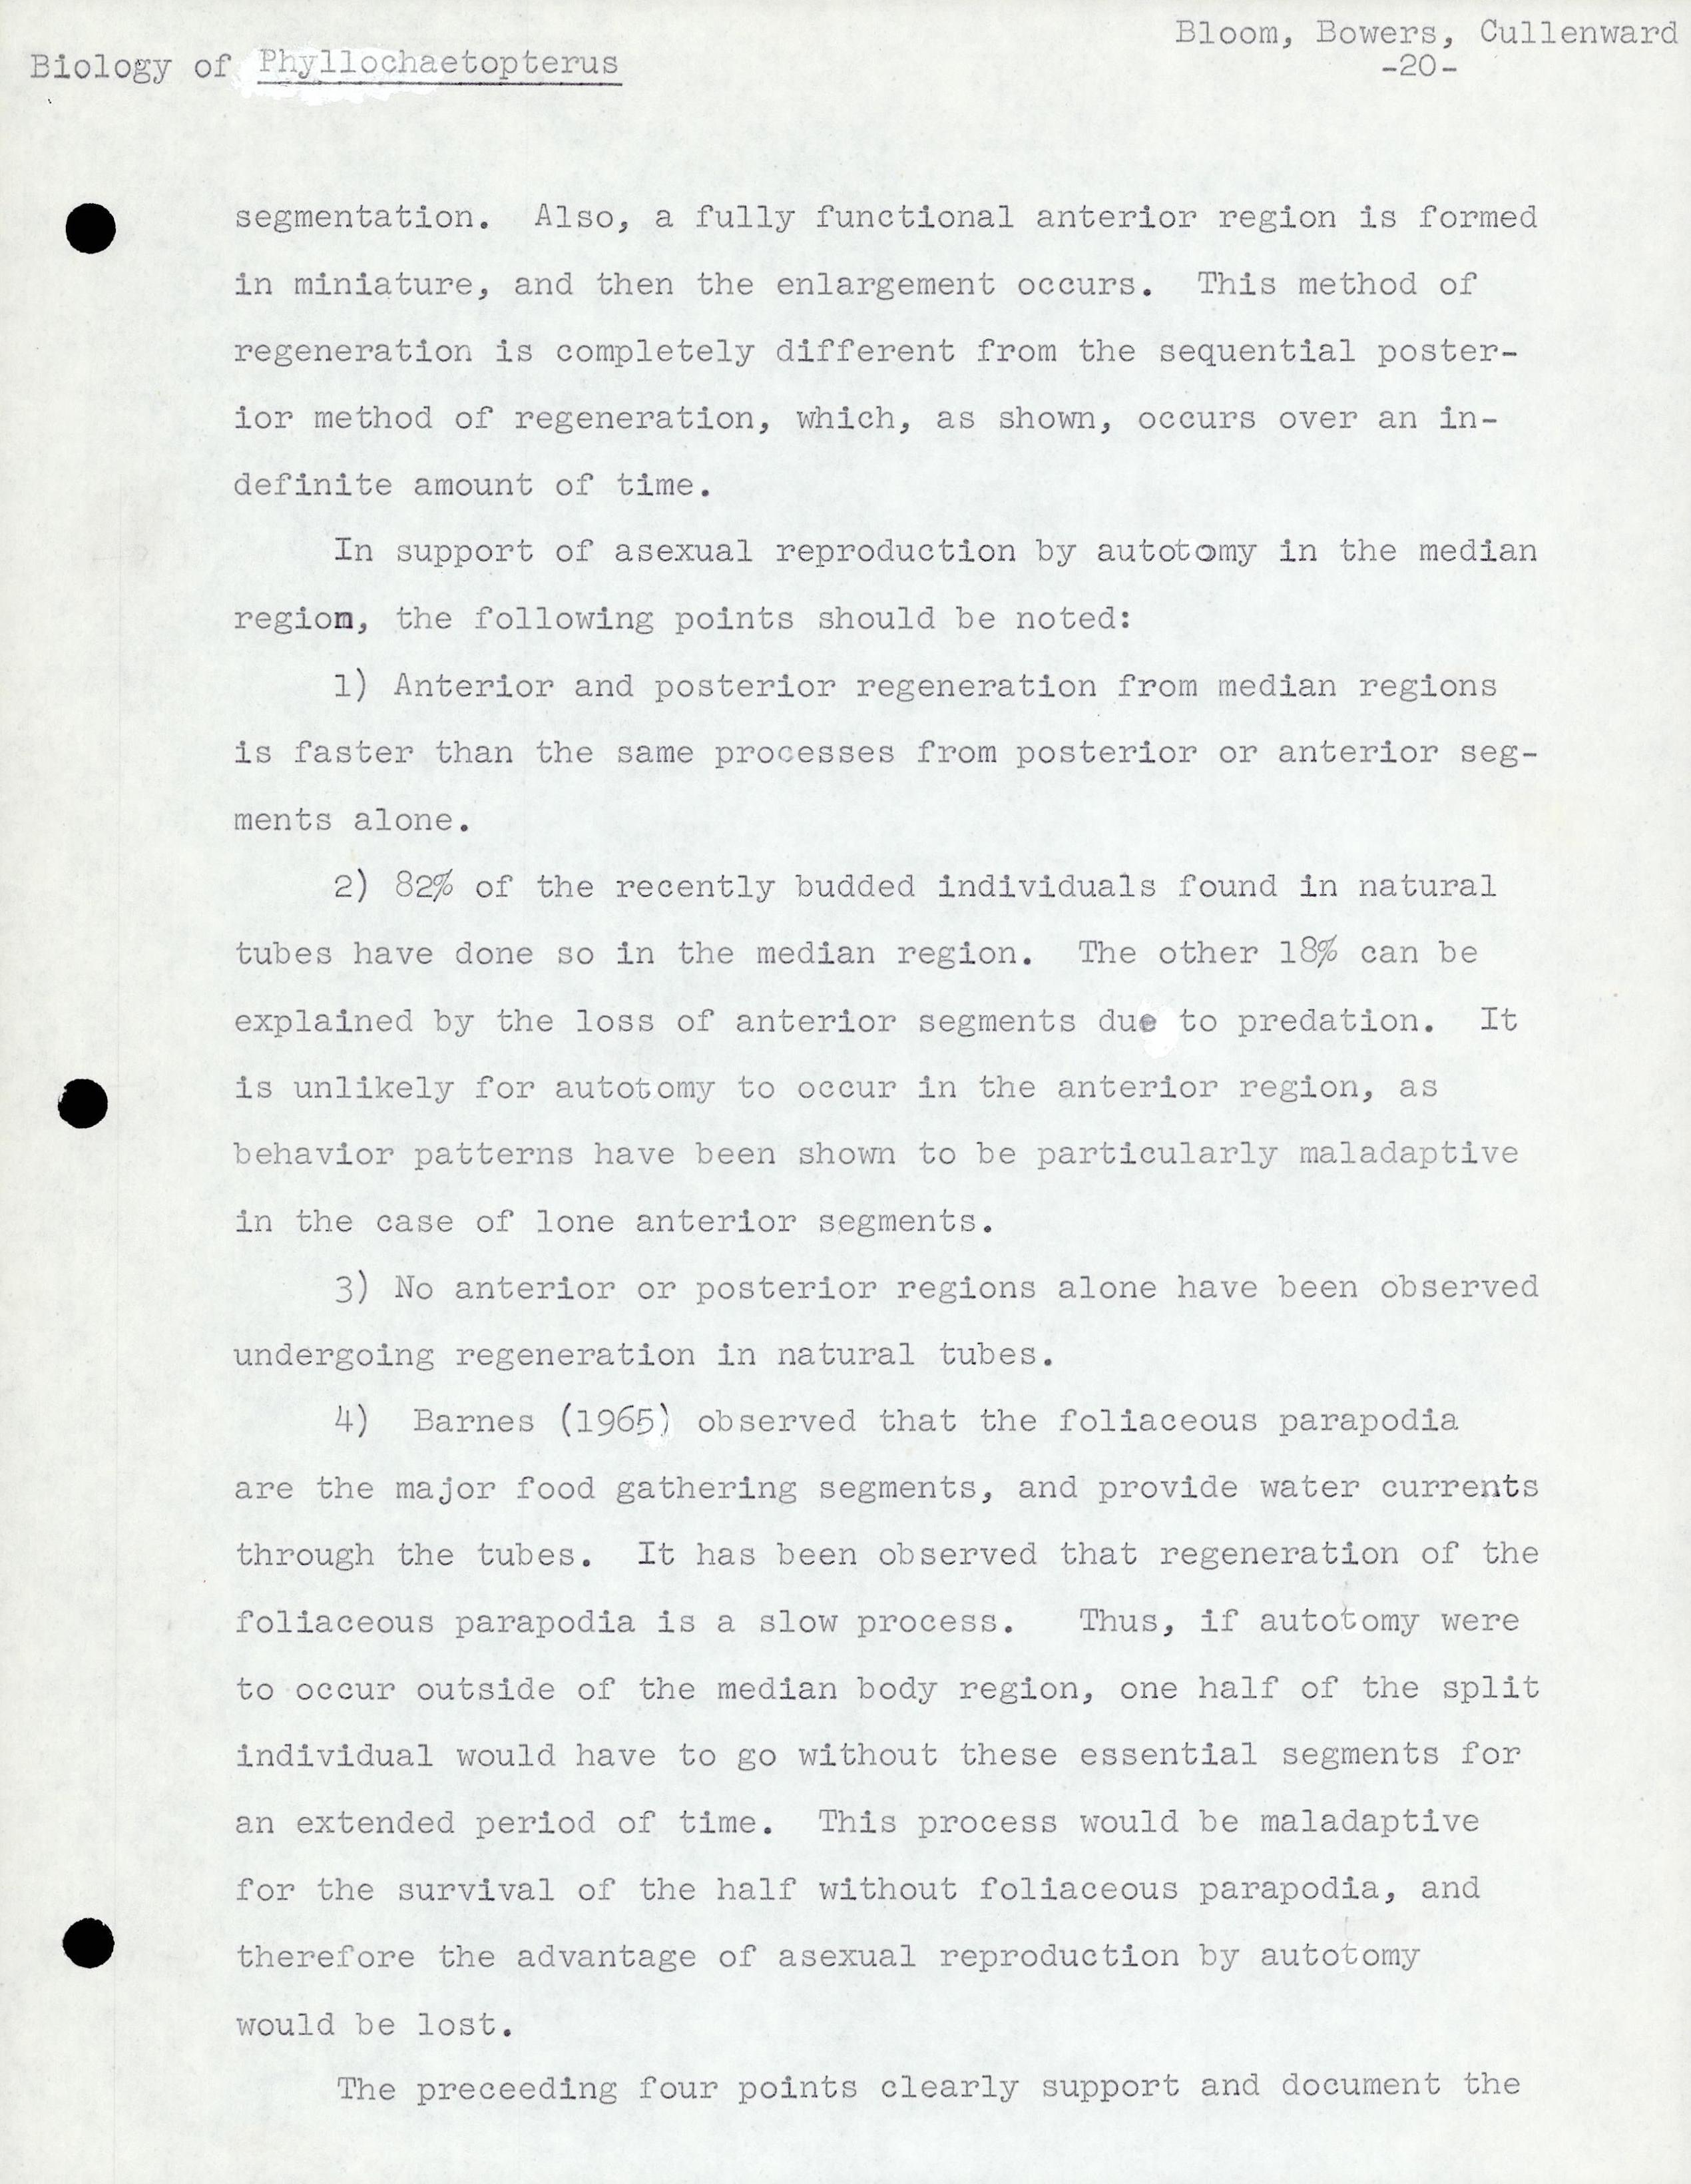 Bloom, Bowers, Cullenward
Biology of Phyllochaetopterus
-20-
segmentation. Also, a fully functional anterior region is formed
in miniature, and then the enlargement occurs. This method of
regeneration is completely different from the sequential poster-
ior method of regeneration, which, as shown, occurs over an in-
definite amount of time.
In support of asexual reproduction by autotomy in the median
region, the following points should be noted:
1) Anterior and posterior regeneration from median regions
is faster than the same processes from posterior or anterior seg-
ments alone.
2) 82% of the recently budded individuals found in natural
tubes have done so in the median region. The other 18% can be
explained by the loss of anterior segments due to predation. It
is unlikely for autotomy to occur in the anterior region, as
behavior patterns have been shown to be particularly maladaptive
in the case of lone anterior segments.
3) No anterior or posterior regions alone have been observed
undergoing regeneration in natural tubes.
4) Barnes (1965) observed that the foliaceous parapodia
are the major food gathering segments, and provide water currents
through the tubes. It has been observed that regeneration of the
foliaceous parapodia is a slow process. Thus, if autotomy were
to occur outside of the median body region, one half of the split
individual would have to go without these essential segments for
an extended period of time. This process would be maladaptive
for the survival of the half without foliaceous parapodia, and
therefore the advantage of asexual reproduction by autotomy
would be lost.
The preceeding four points clearly support and document the